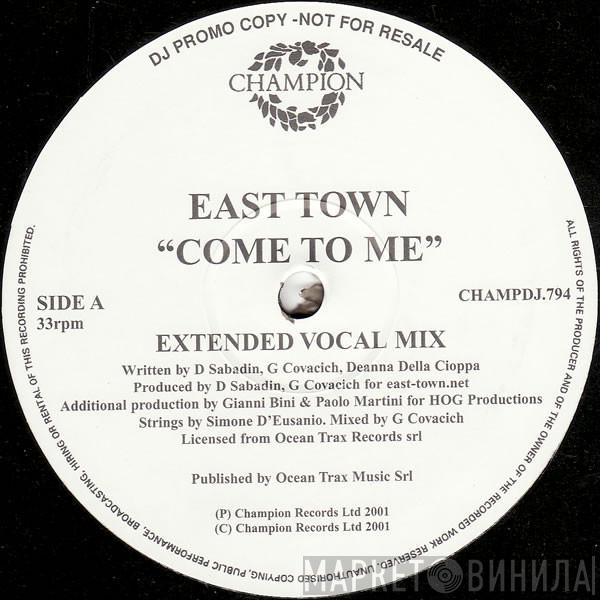 DJ PROMO COPY -NOT FOR RESALE
CHAMPION
EAST TOWN
“COME TO ME”
SIDE A
33rpm
CHAMPDJ.794
EXTENDED VOCAL MIX
Written by D Sabadin, G Covacich, Deanna Della Cioppa
Produced by D Sabadin, G Covacich for east-town.net
Additional production by Gianni Bini & Paolo Martini for HOG Productions
Strings by Simone D'Eusanio. Mixed by G Covacich
Licensed from Ocean Trax Records srl
Published by Ocean Trax Music Srl
(P) Champion Records Ltd 2001
(C) Champion Records Ltd 2001
ALL RIGHTS OF THE PRODUCER AND OF THE OWNER OF THE RECORDED WORK RESERVED. UNAUTHORISED COPYING, PUBLIC PERFORMANCE, BROADCASTING, HIRING OR RENTAL OF THIS RECORDING PROHIBITED.
МАРКЕТ ВИНИЛА